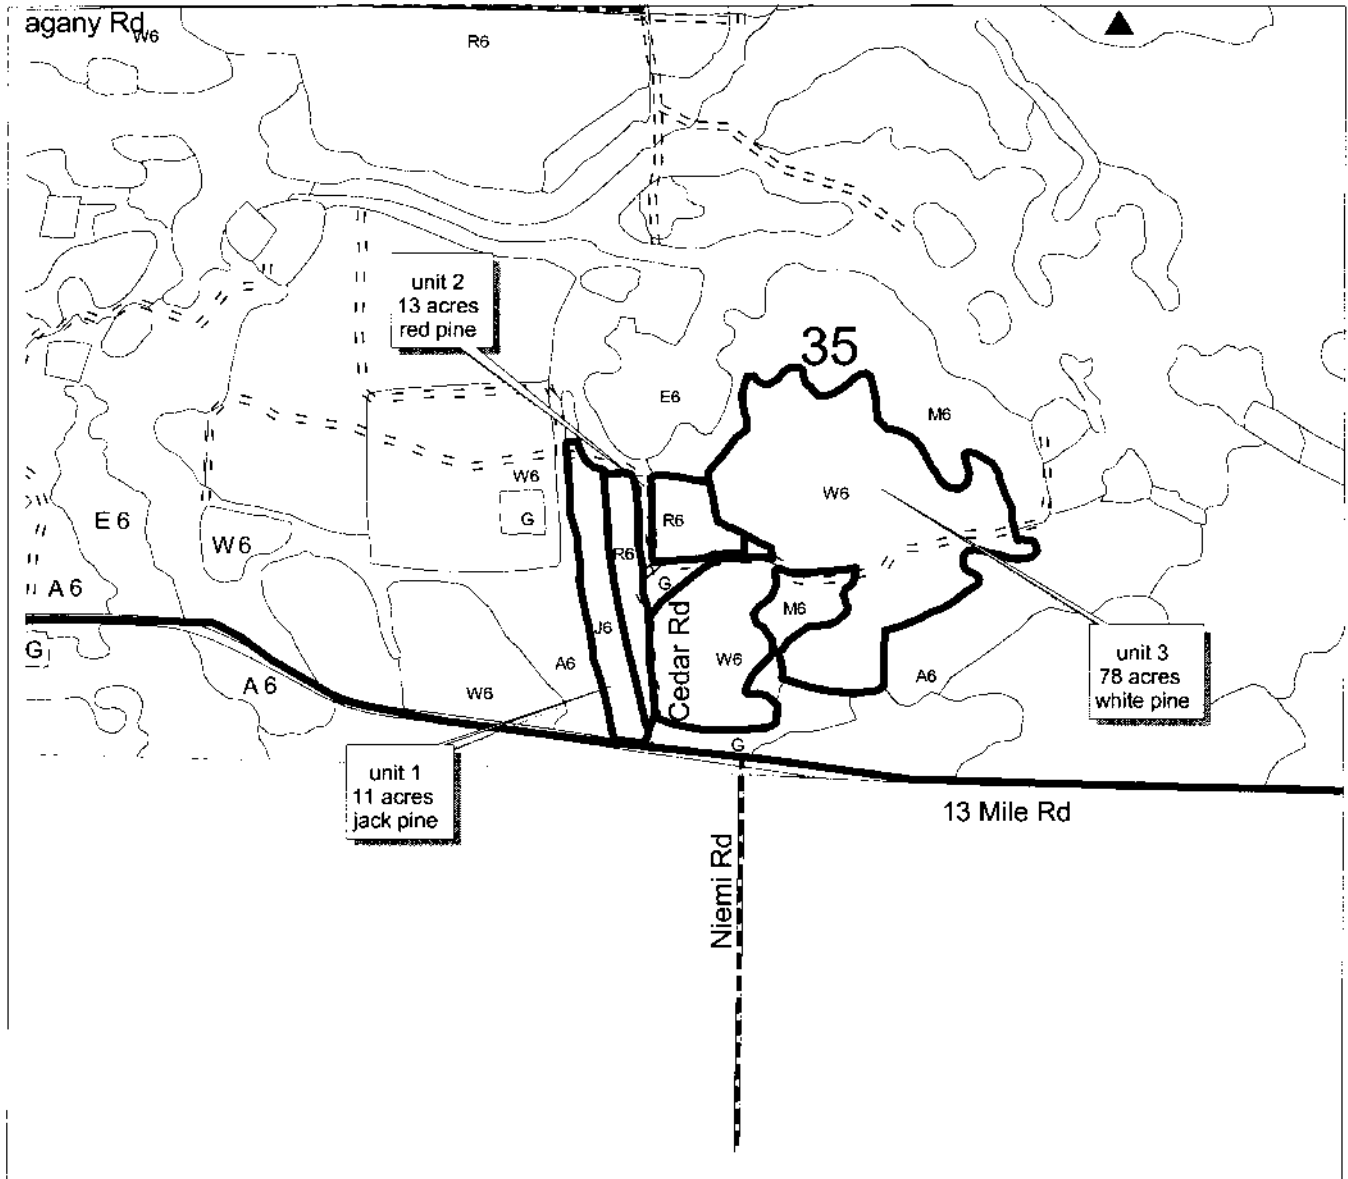 agany Rd
W6
R6
unit 2
13 acres
red pine
35
E6
M6
W6
G
W6
R6
E 6
W 6
R6
A 6
G
M6
J6
Cedar Rd
G
A 6
A6
W6
W6
A6
unit 3
78 acres
white pine
G
unit 1
11 acres
jack pine
13 Mile Rd
Niemi Rd